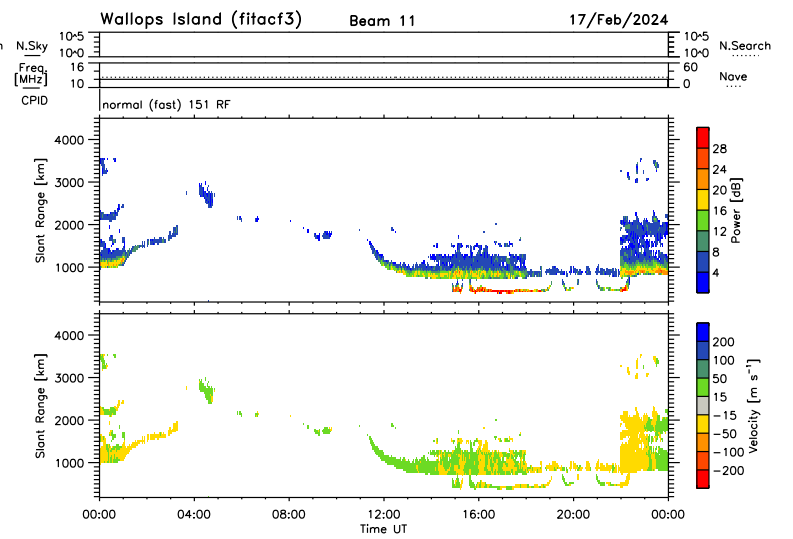 Wallops Island (fitacf3) Beam 11 17/Feb/2024
n N.Sky 10^5 10^0 10^5 10^0 N.Search
Freq. [MHz] 16 10 60 0 Nave
CPID normal (fast) 151 RF
Slant Range [km] 4000 3000 2000 1000
28 24 20 16 12 8 4 Power [dB]
Slant Range [km] 4000 3000 2000 1000
200 100 50 15 -15 -50 -100 -200 Velocity [m s⁻¹]
00:00 04:00 08:00 12:00 16:00 20:00 00:00
Time UT